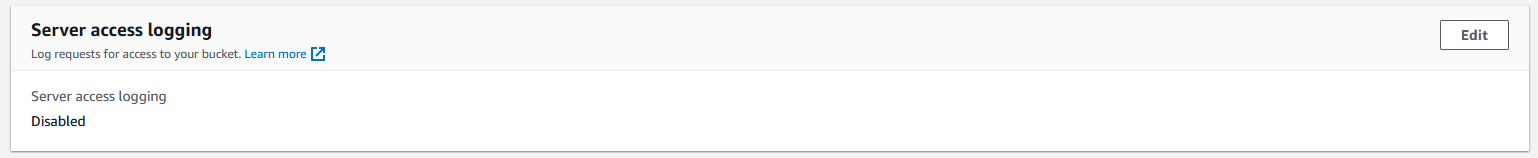 Server access logging
Edit
Log requests for access to your bucket. Learn more
Server access logging
Disabled